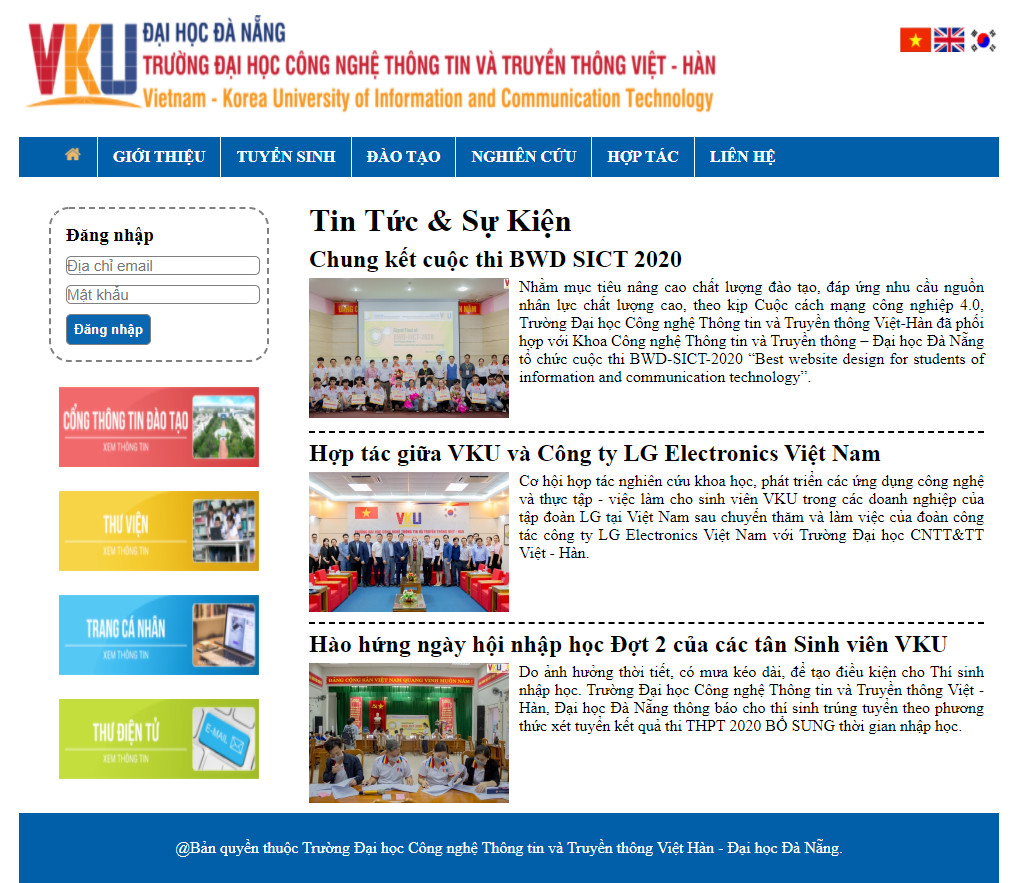 VKU
ĐẠI HỌC ĐÀ NẴNG
TRƯỜNG ĐẠI HỌC CÔNG NGHỆ THÔNG TIN VÀ TRUYỀN THÔNG VIỆT - HÀN
Vietnam - Korea University of Information and Communication Technology
GIỚI THIỆU TUYỂN SINH ĐÀO TẠO NGHIÊN CỨU HỢP TÁC LIÊN HỆ
Đăng nhập
Địa chỉ email
Mật khẩu
Đăng nhập
CỔNG THÔNG TIN ĐÀO TẠO
XEM THÔNG TIN
THƯ VIỆN
XEM THÔNG TIN
TRANG CÁ NHÂN
XEM THÔNG TIN
THƯ ĐIỆN TỬ
XEM THÔNG TIN
E-MAIL
Tin Tức & Sự Kiện
Chung kết cuộc thi BWD SICT 2020
Nhằm mục tiêu nâng cao chất lượng đào tạo, đáp ứng nhu cầu nguồn
nhân lực chất lượng cao, theo kịp Cuộc cách mạng công nghiệp 4.0,
Trường Đại học Công nghệ Thông tin và Truyền thông Việt-Hàn đã phối
hợp với Khoa Công nghệ Thông tin và Truyền thông – Đại học Đà Nẵng
tổ chức cuộc thi BWD-SICT-2020 “Best website design for students of
information and communication technology”.
Hợp tác giữa VKU và Công ty LG Electronics Việt Nam
VKU
Cơ hội hợp tác nghiên cứu khoa học, phát triển các ứng dụng công nghệ
và thực tập - việc làm cho sinh viên VKU trong các doanh nghiệp của
tập đoàn LG tại Việt Nam sau chuyến thăm và làm việc của đoàn công
tác công ty LG Electronics Việt Nam với Trường Đại học CNTT&TT
Việt - Hàn.
Hào hứng ngày hội nhập học Đợt 2 của các tân Sinh viên VKU
ĐẢNG CỘNG SẢN VIỆT NAM QUANG VINH MUÔN NĂM
VKU
Do ảnh hưởng thời tiết, có mưa kéo dài, để tạo điều kiện cho Thí sinh
nhập học. Trường Đại học Công nghệ Thông tin và Truyền thông Việt -
Hàn, Đại học Đà Nẵng thông báo cho thí sinh trúng tuyển theo phương
thức xét tuyển kết quả thi THPT 2020 BỔ SUNG thời gian nhập học.
@Bản quyền thuộc Trường Đại học Công nghệ Thông tin và Truyền thông Việt Hàn - Đại học Đà Nẵng.